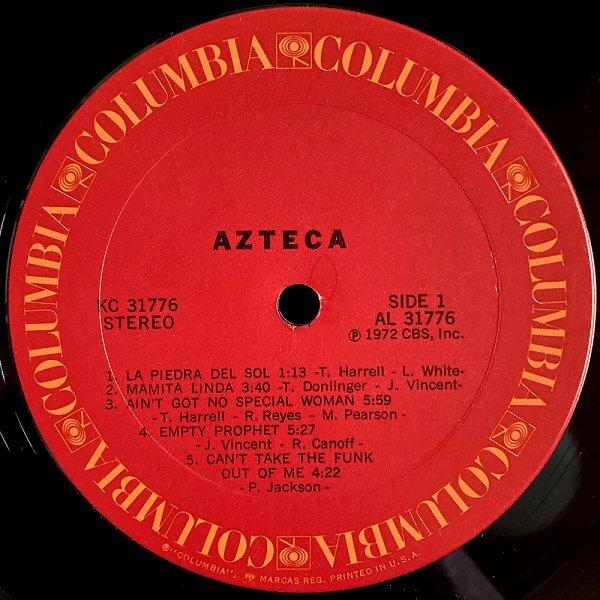 COLUMBIA COLUMBIA COLUMBIA COLUMBIA COLUMBIA COLUMBIA COLUMBIA
AZTECA
KC 31776
STEREO
SIDE 1
AL 31776
Ⓟ 1972 CBS, Inc.
1. LA PIEDRA DEL SOL 1:13 -T. Harrell - L. White-
2. MAMITA LINDA 3:40 -T. Donlinger - J. Vincent-
3. AIN'T GOT NO SPECIAL WOMAN 5:59
-T. Harrell - R. Reyes - M. Pearson -
4. EMPTY PROPHET 5:27
-J. Vincent - R. Canoff-
5. CAN'T TAKE THE FUNK
OUT OF ME 4:22
-P. Jackson-
®"COLUMBIA", MARCAS REG. PRINTED IN U.S.A.